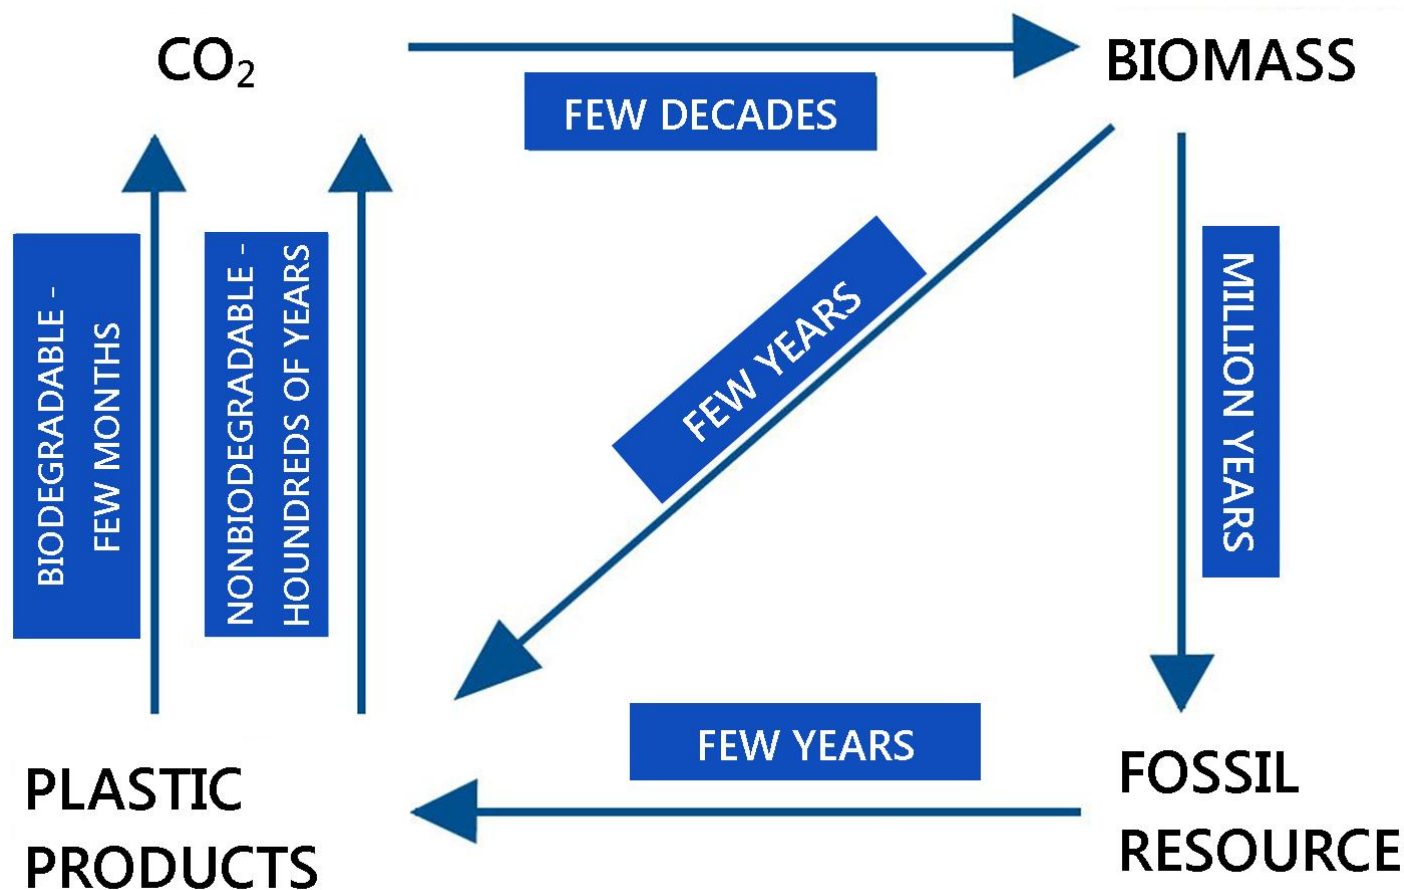 CO₂
BIOMASS
FEW DECADES
BIODEGRADABLE -
FEW MONTHS
NONBIODEGRADABLE -
HOUNDREDS OF YEARS
FEW YEARS
MILLION YEARS
FEW YEARS
PLASTIC
PRODUCTS
FOSSIL
RESOURCE